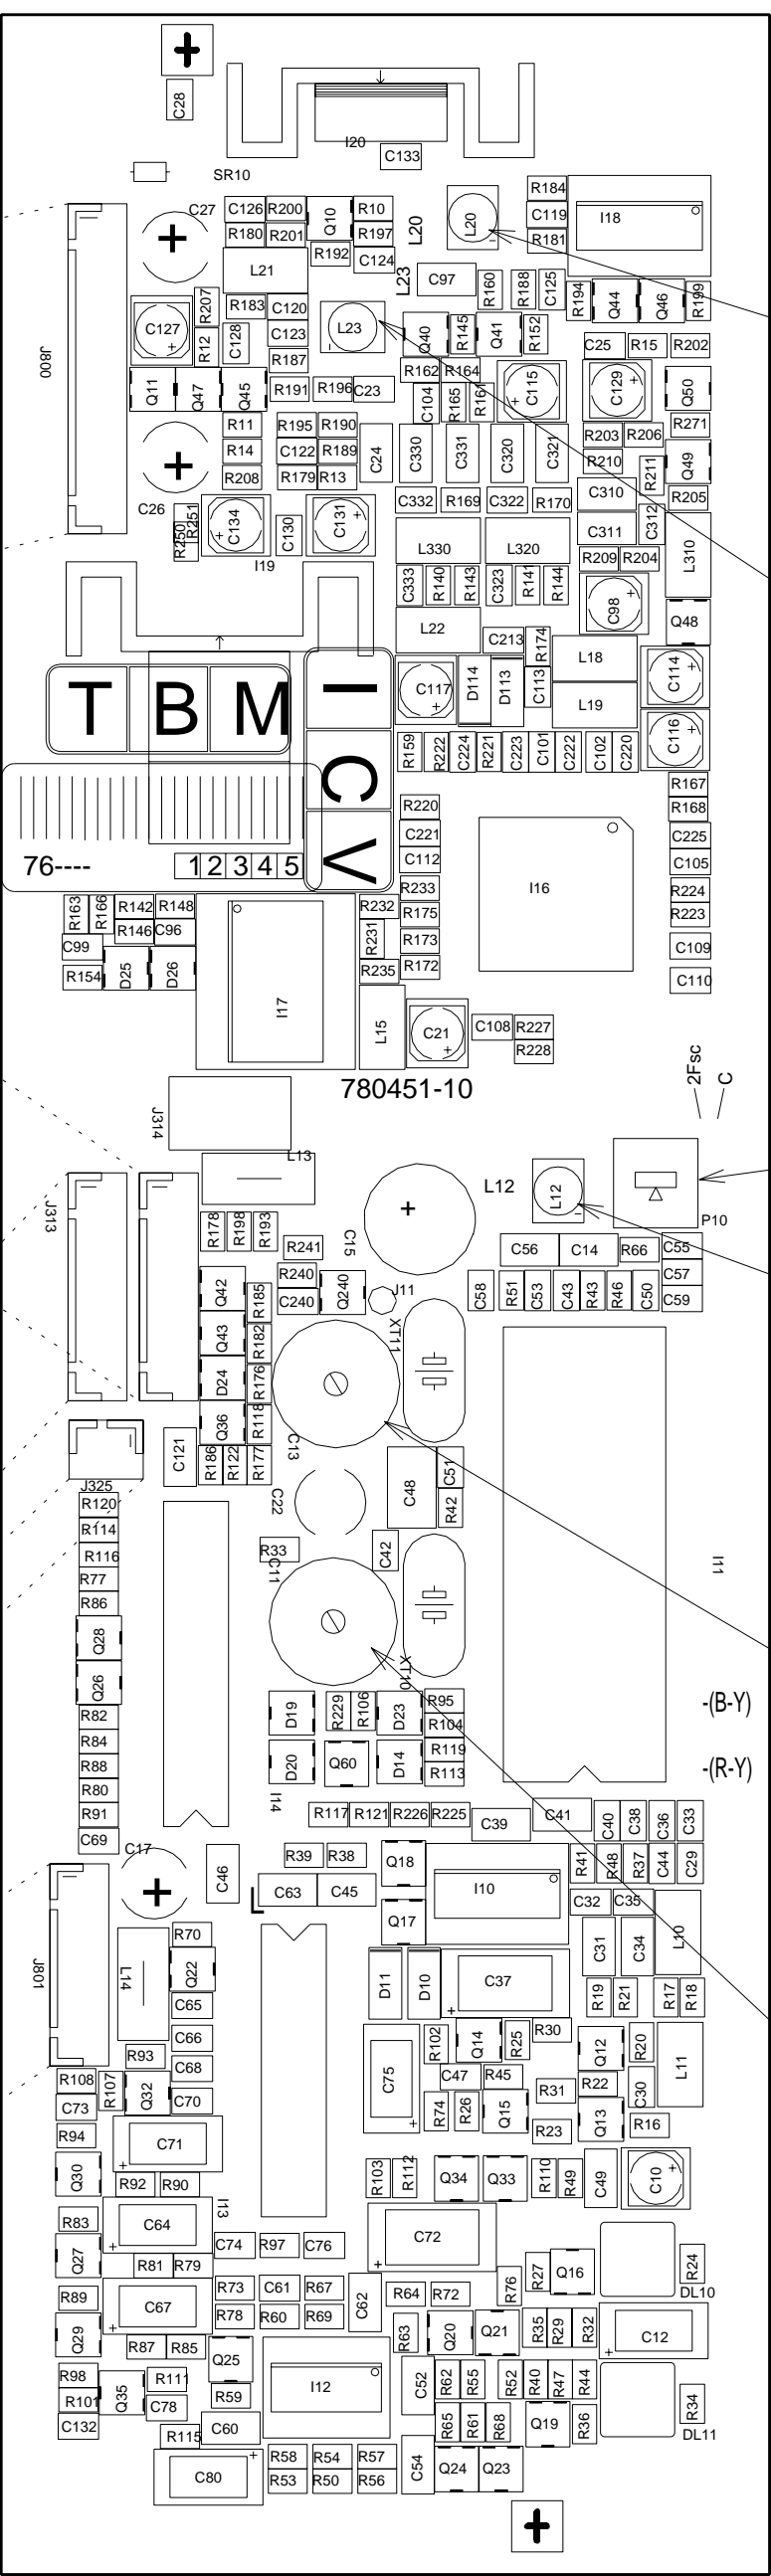 C28
I20
C133
SR10
R184
C27 C126 R200 Q10 R10 L20 L20 C119 I18
R180 R201 R197 R181
R192 C124
L21 L23 C97 R160 R188 C125
R207 R183 C120 L23 R194 Q44 Q46 R199
C127 R12 C128 C123 Q40 R145 Q41 R152
J800 R187 C25 R15 R202
R162 R164
Q11 Q47 Q45 R191 R196 C23 C104 R165 R161 C115 C129 Q50
R11 R195 R190 R271
R14 C122 R189 C24 C330 C331 C320 C321 R203 R206
R208 R179 R13 R210 R211 Q49
C26 C332 R169 C322 R170 C310 R205
R250 R251 C134 C130 C131 C311 C312
L330 L320 L310
I19 R209 R204
C333 R140 R143 C323 R141 R144 C98
L22 C213 R174 Q48
L18
C117 D114 D113 C113 C114
L19
T B M I C V
C116
R159 R222 C224 R221 C223 C101 C222 C102 C220
R167
R220 R168
C221 C225
76---- 1 2 3 4 5 C112 C105
R233 I16 R224
R163 R166 R142 R148 R232 R175 R223
C99 R146 C96 R231 R173 C109
R154 D25 D26 R235 R172 C110
I17 L15 C21 C108 R227
R228
780451-10
2Fsc C
J314
L13
J313 L12 L12 P10
R178 R198 R193 R241 C15 C56 C14 R66 C55
R240 C57
Q42 R185 C240 Q240 J11 C58 R51 C53 C43 R43 R46 C50 C59
Q43 R182 XT11
D24 R176
Q36 R118 C13
C121 R186 R122 R177 C51
J325 C48
R120 C22 R42
R114
R116 R33 C42
R77 C11 I11
R86
Q28
Q26 XT10
R82 D19 R229 R106 D23 R95 -(B-Y)
R84 R104
R88 D20 Q60 D14 R119 -(R-Y)
R80 R113
R91 I14 R117 R121 R226 R225 C39 C41 C40 C38 C36 C33
C69
C17 C46 R39 R38 Q18 R41 R48 R37 C44 C29
C63 C45 I10 C32 C35
R70 Q17 C31 C34 L10
J801 L14 Q22 D11 D10 C37
C65 R19 R21 R17 R18
C66 R102 Q14 R25 R30
R93 Q12 R20 L11
R108 C68 C75 C47 R45
R107 Q32 C70 R31 R22 C30
C73 R74 R26 Q15 Q13 R16
R94 C71 R23
Q30 R92 R90 R103 R112 Q34 Q33 R110 R49 C49 C10
R83 C64 I13 C72
C74 R97 C76
Q27 R81 R79 R27 Q16 R24
R89 C67 R73 C61 R67 C62 R64 R72 R76 DL10
R78 R60 R69
Q29 R87 R85 R63 Q20 Q21 R35 R29 R32 C12
Q25
R98 R111 I12 C52 R62 R55 R52 R40 R47 R44
R101 Q35 C78 R59 R34
C132 C60 R65 R61 R68 Q19 R36
R115 DL11
C80 R58 R54 R57 C54 Q24 Q23
R53 R50 R56